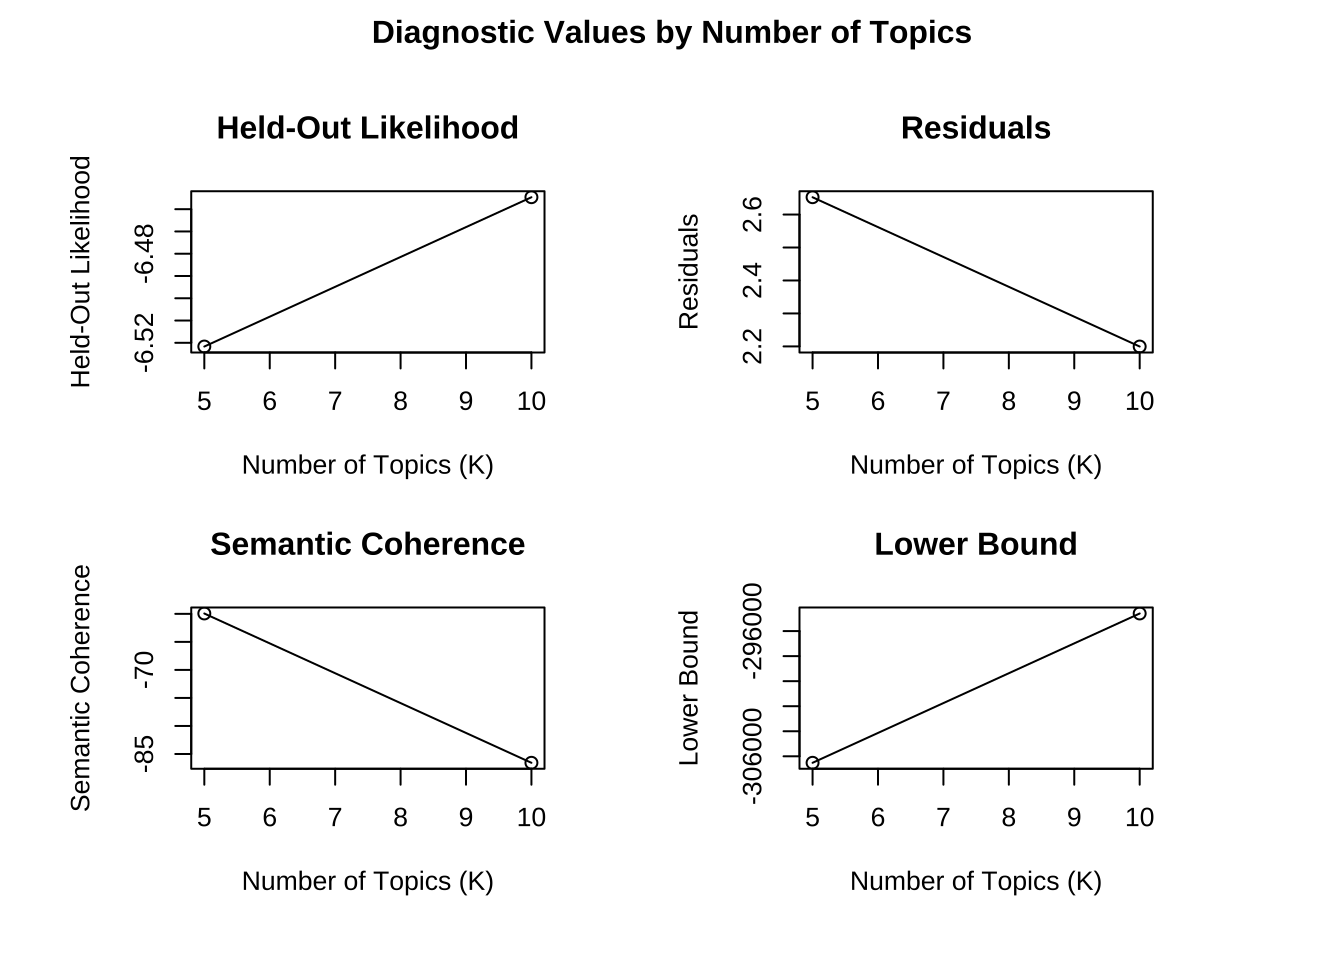 Diagnostic Values by Number of Topics
Held-Out Likelihood
Held-Out Likelihood
-6.48
-6.52
5 6 7 8 9 10
Number of Topics (K)
Residuals
Residuals
2.6
2.4
2.2
5 6 7 8 9 10
Number of Topics (K)
Semantic Coherence
Semantic Coherence
-70
-85
5 6 7 8 9 10
Number of Topics (K)
Lower Bound
Lower Bound
-296000
-306000
5 6 7 8 9 10
Number of Topics (K)